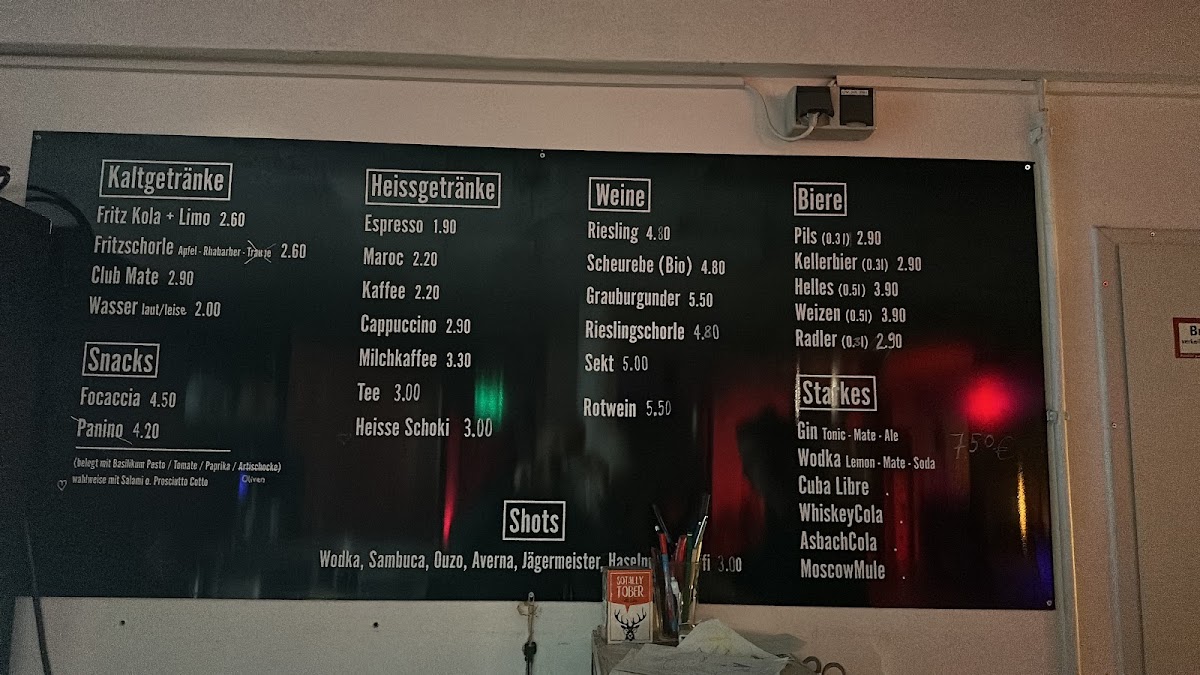 Kaltgetränke
Fritz Kola + Limo 2.60
Fritzschorle Apfel - Rhabarber - Traube 2.60
Club Mate 2.90
Wasser laut/leise 2.00
Snacks
Focaccia 4.50
Panino 4.20
(belegt mit Basilikum Pesto / Tomate / Paprika / Artischocke)
Oliven
wahlweise mit Salami o. Prosciutto Cotto
Heissgetränke
Espresso 1.90
Maroc 2.20
Kaffee 2.20
Cappuccino 2.90
Milchkaffee 3.30
Tee 3.00
Heisse Schoki 3.00
Weine
Riesling 4.80
Scheurebe (Bio) 4.80
Grauburgunder 5.50
Rieslingschorle 4.80
Sekt 5.00
Rotwein 5.50
Biere
Pils (0.3 l) 2.90
Kellerbier (0.3l) 2.90
Helles (0.5l) 3.90
Weizen (0.5l) 3.90
Radler (0.3l) 2.90
Starkes
Gin Tonic - Mate - Ale
750€
Wodka Lemon - Mate - Soda
Cuba Libre
WhiskeyCola
AsbachCola
MoscowMule
Shots
Wodka, Sambuca, Ouzo, Averna, Jägermeister, 3.00
SOTALLY
TOBER